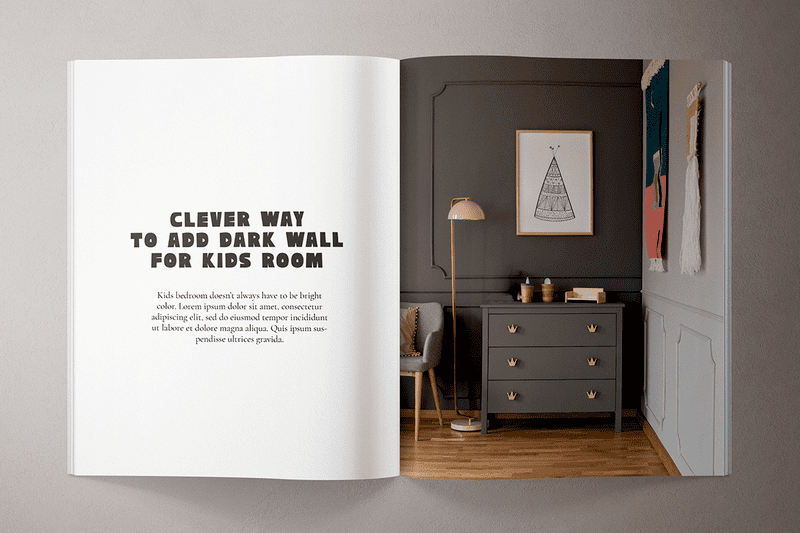 CLEVER WAY
TO ADD DARK WALL
FOR KIDS ROOM
Kids bedroom doesn't always have to be bright
color. Lorem ipsum dolor sit amet, consectetur
adipiscing elit, sed do eiusmod tempor incididunt
ut labore et dolore magna aliqua. Quis ipsum sus-
pendisse ultrices gravida.